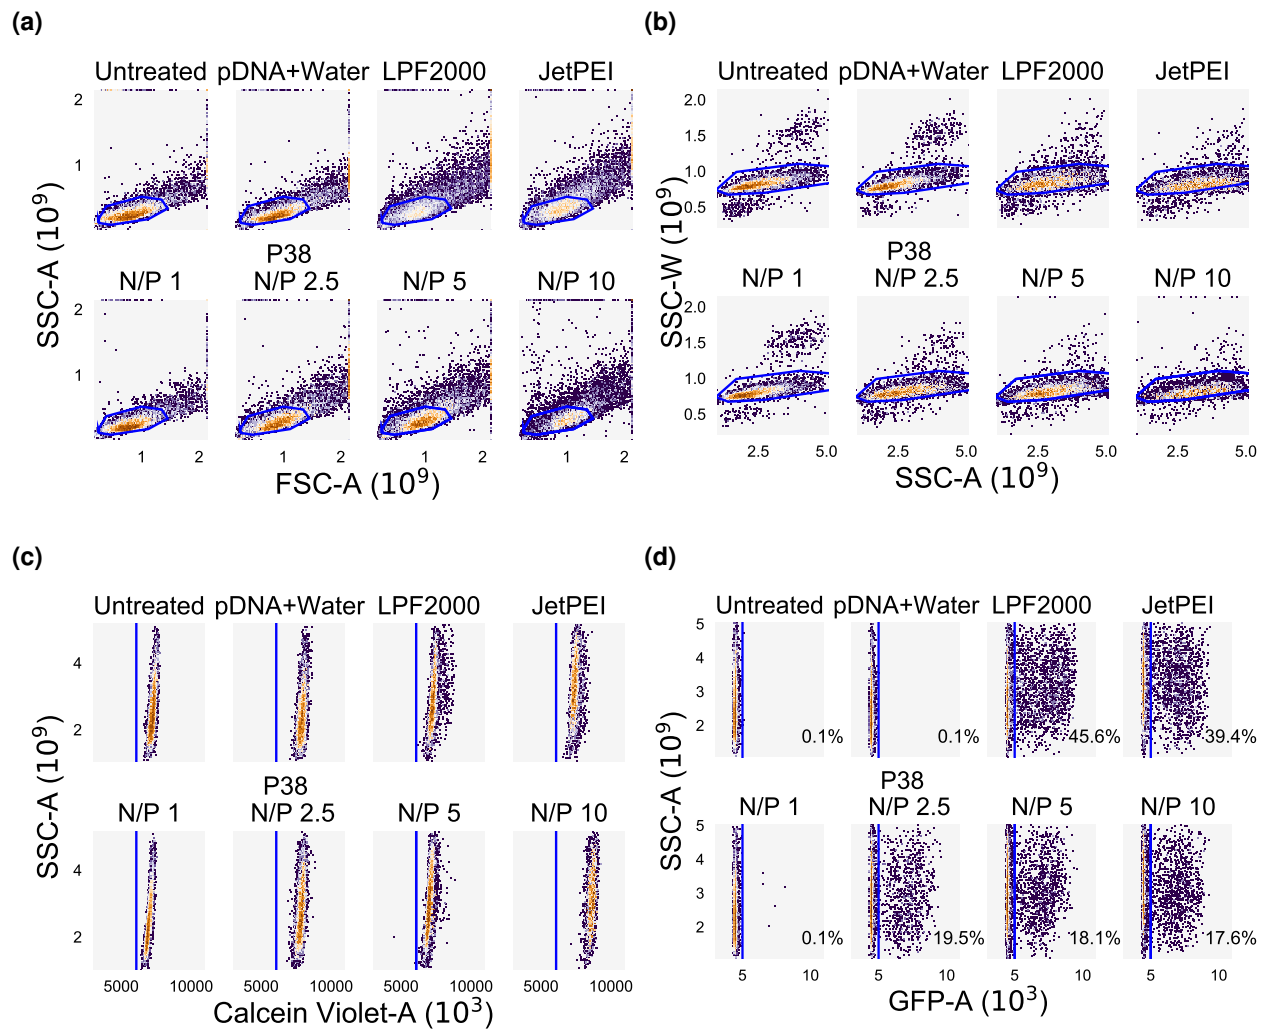 (a)
Untreated pDNA+Water LPF2000 JetPEI
2
1
P38
N/P 1 N/P 2.5 N/P 5 N/P 10
2
1
1 2 1 2 1 2 1 2
SSC-A (10⁹)
FSC-A (10⁹)
(b)
Untreated pDNA+Water LPF2000 JetPEI
2.0
1.5
1.0
0.5
P38
N/P 1 N/P 2.5 N/P 5 N/P 10
2.0
1.5
1.0
0.5
2.5 5.0 2.5 5.0 2.5 5.0 2.5 5.0
SSC-W (10⁹)
SSC-A (10⁹)
(c)
Untreated pDNA+Water LPF2000 JetPEI
4
2
P38
N/P 1 N/P 2.5 N/P 5 N/P 10
4
2
5000 10000 5000 10000 5000 10000 5000 10000
SSC-A (10⁹)
Calcein Violet-A (10³)
(d)
Untreated pDNA+Water LPF2000 JetPEI
5
4
3
2
0.1% 0.1% 45.6% 39.4%
P38
N/P 1 N/P 2.5 N/P 5 N/P 10
5
4
3
2
0.1% 19.5% 18.1% 17.6%
5 10 5 10 5 10 5 10
SSC-A (10⁹)
GFP-A (10³)